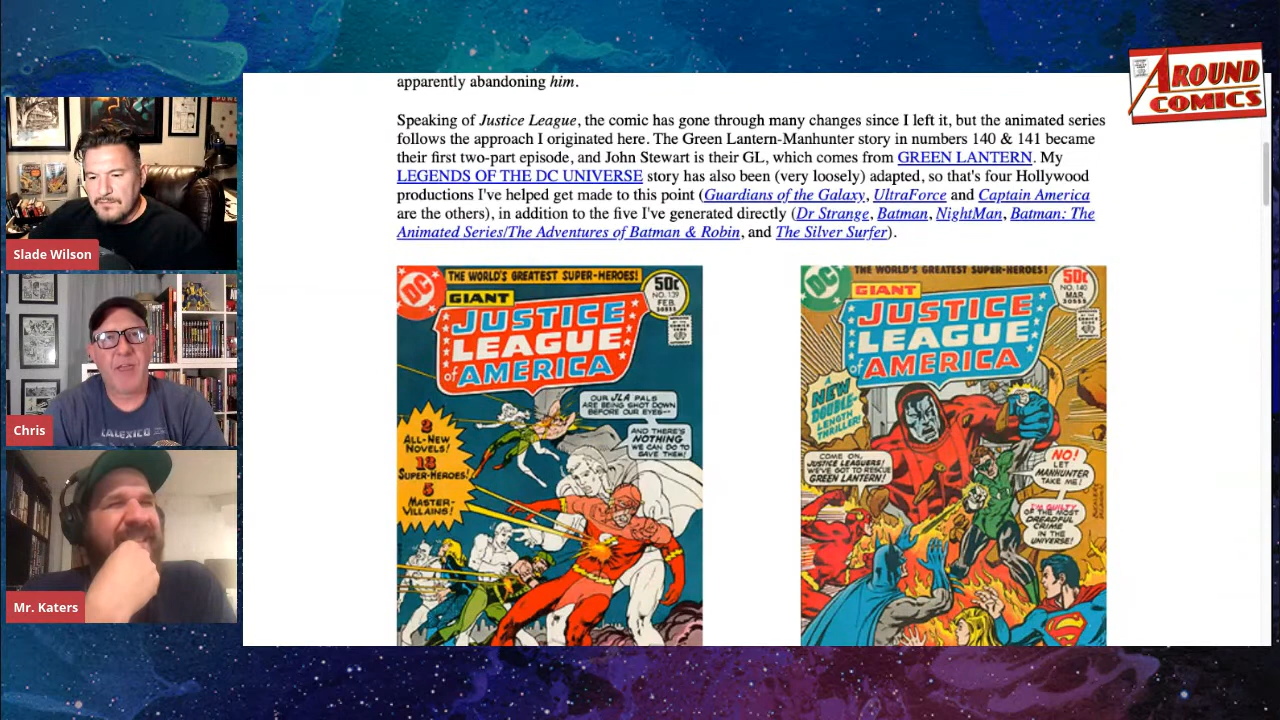 apparently abandoning him.
Speaking of Justice League, the comic has gone through many changes since I left it, but the animated series
follows the approach I originated here. The Green Lantern-Manhunter story in numbers 140 & 141 became
their first two-part episode, and John Stewart is their GL, which comes from GREEN LANTERN. My
LEGENDS OF THE DC UNIVERSE story has also been (very loosely) adapted, so that's four Hollywood
productions I've helped get made to this point (Guardians of the Galaxy, UltraForce and Captain America
are the others), in addition to the five I've generated directly (Dr Strange, Batman, NightMan, Batman: The
Animated Series/The Adventures of Batman & Robin, and The Silver Surfer).
AROUND
COMICS
Slade Wilson
Chris
CALEXICO
Mr. Katers
DC
THE WORLD'S GREATEST SUPER-HEROES!
50¢
NO. 139
FEB.
30555
GIANT
JUSTICE
LEAGUE
of AMERICA
OUR JLA PALS
ARE BEING SHOT DOWN
BEFORE OUR EYES--
AND THERE'S
NOTHING
WE CAN DO TO
SAVE THEM!
2
ALL-NEW
NOVELS!
13
SUPER-HEROES!
5
MASTER-
VILLAINS!
DC
THE WORLD'S GREATEST SUPER-HEROES!
50¢
NO. 140
MAR.
30555
GIANT
JUSTICE
LEAGUE
of AMERICA
A
NEW
DOUBLE-
LENGTH
THRILLER!
COME ON,
JUSTICE LEAGUERS!
WE'VE GOT TO RESCUE
GREEN LANTERN!
NO!
LET
MANHUNTER
TAKE ME!
I'M GUILTY
OF THE MOST
DREADFUL
CRIME
IN THE
UNIVERSE!